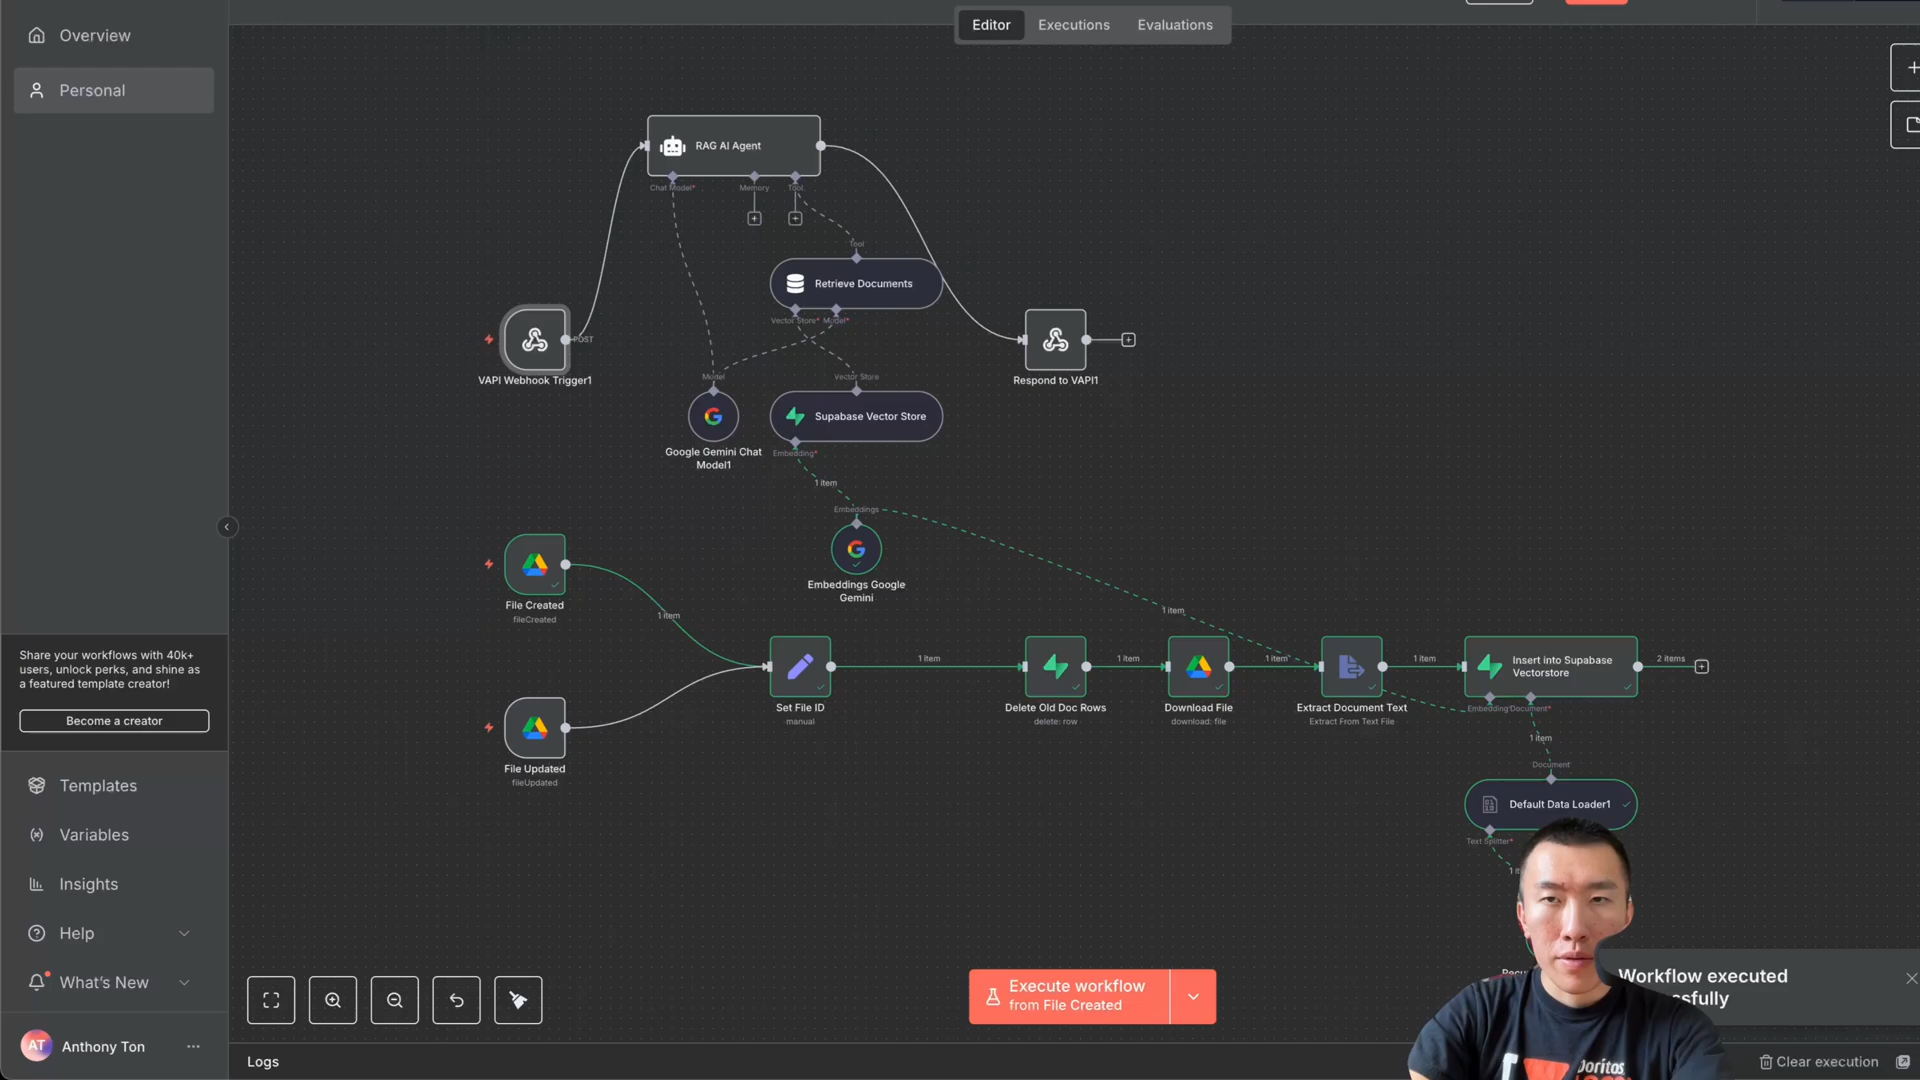 Overview
Personal
Editor
Executions
Evaluations
RAG AI Agent
Chat Model*
Memory
Tool
Tool
Retrieve Documents
Vector Store*
Model*
POST
VAPI Webhook Trigger1
Respond to VAPI1
Model
Vector Store
Supabase Vector Store
Google Gemini Chat
Model1
Embedding*
1 item
Embeddings
Embeddings Google
Gemini
File Created
fileCreated
1 item
1 item
Set File ID
manual
1 item
Delete Old Doc Rows
delete: row
1 item
Download File
download: file
1 item
Extract Document Text
Extract From Text File
1 item
Insert into Supabase
Vectorstore
2 items
Embedding
Document*
1 item
Document
Default Data Loader1
Text Splitter*
File Updated
fileUpdated
Share your workflows with 40k+
users, unlock perks, and shine as
a featured template creator!
Become a creator
Templates
Variables
Insights
Help
What's New
AT
Anthony Ton
Execute workflow
from File Created
Workflow executed
Logs
Clear execution
Doritos